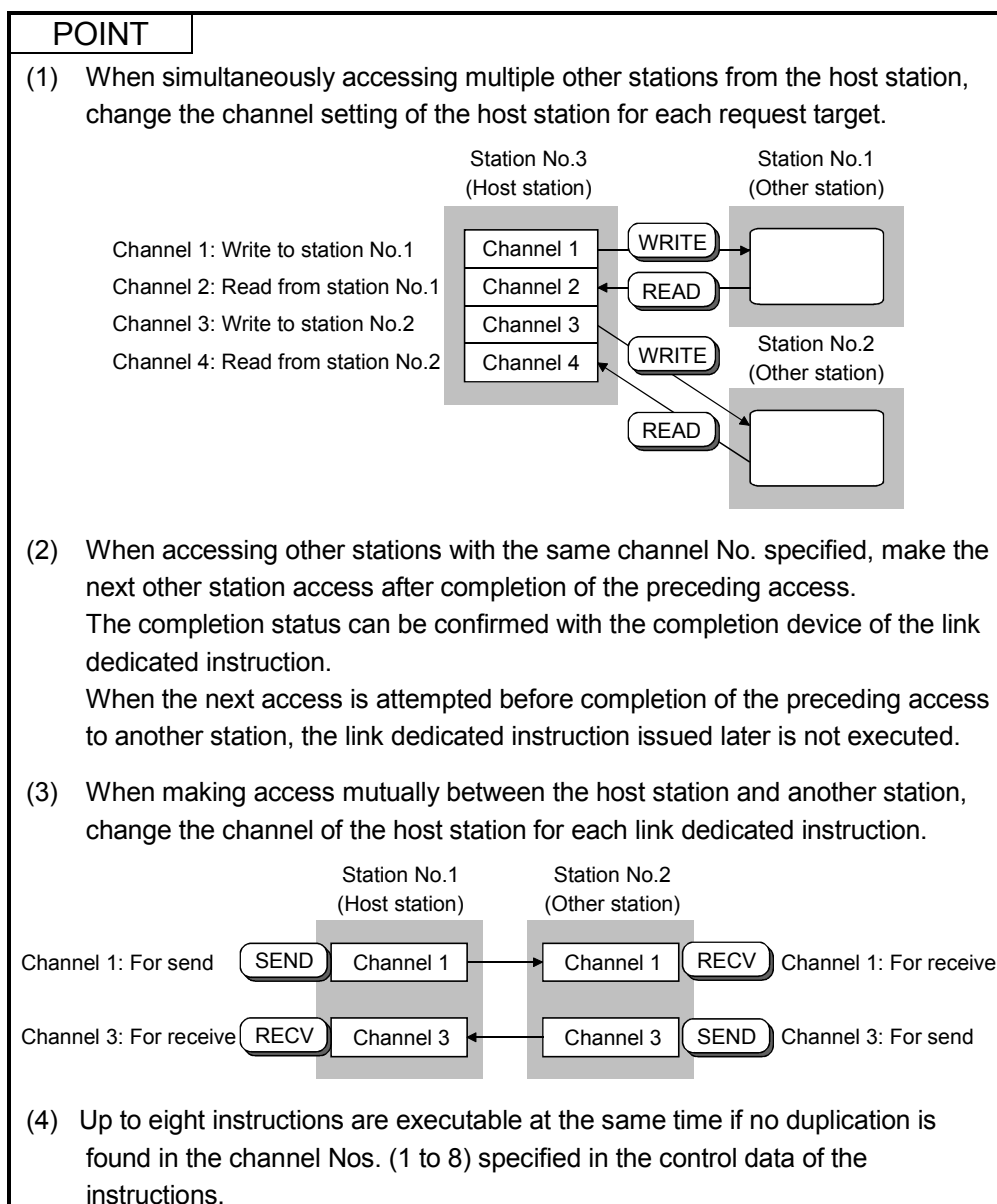 POINT
(1) When simultaneously accessing multiple other stations from the host station,
change the channel setting of the host station for each request target.
Station No.3
(Host station)
Station No.1
(Other station)
Channel 1: Write to station No.1
Channel 1
WRITE
Channel 2: Read from station No.1
Channel 2
READ
Channel 3: Write to station No.2
Channel 3
WRITE
Station No.2
(Other station)
Channel 4: Read from station No.2
Channel 4
READ
(2) When accessing other stations with the same channel No. specified, make the
next other station access after completion of the preceding access.
The completion status can be confirmed with the completion device of the link
dedicated instruction.
When the next access is attempted before completion of the preceding access
to another station, the link dedicated instruction issued later is not executed.
(3) When making access mutually between the host station and another station,
change the channel of the host station for each link dedicated instruction.
Station No.1
(Host station)
Station No.2
(Other station)
Channel 1: For send SEND Channel 1 Channel 1 RECV Channel 1: For receive
Channel 3: For receive RECV Channel 3 Channel 3 SEND Channel 3: For send
(4) Up to eight instructions are executable at the same time if no duplication is
found in the channel Nos. (1 to 8) specified in the control data of the
instructions.